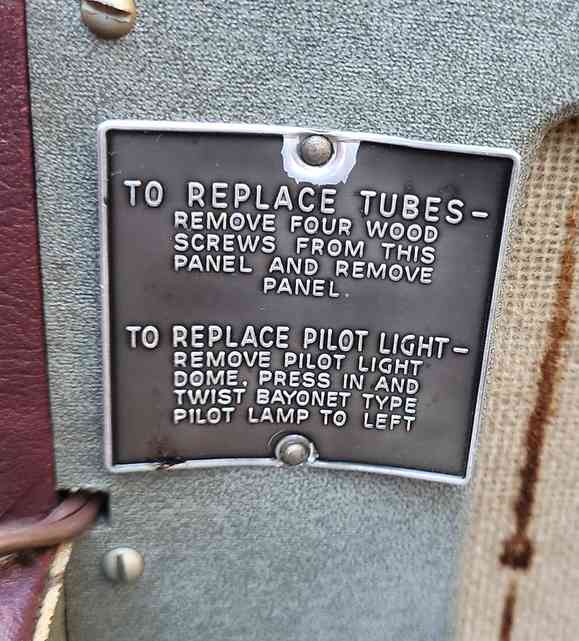 TO REPLACE TUBES-
REMOVE FOUR WOOD
SCREWS FROM THIS
PANEL AND REMOVE
PANEL.
TO REPLACE PILOT LIGHT-
REMOVE PILOT LIGHT
DOME, PRESS IN AND
TWIST BAYONET TYPE
PILOT LAMP TO LEFT